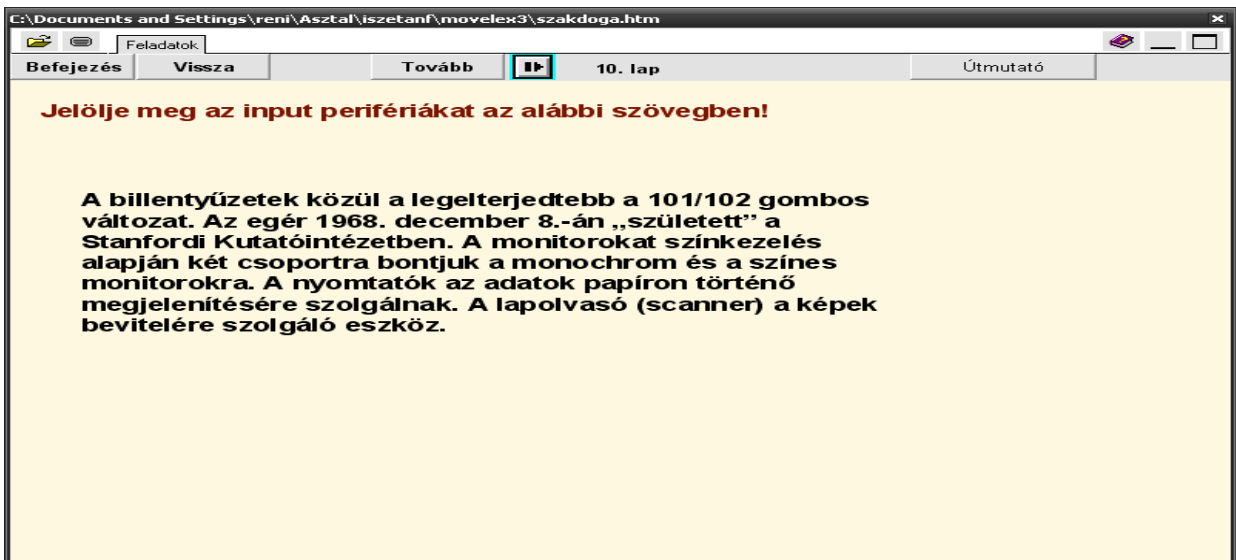 C:\Documents and Settings\reni\Asztal\iszetanf\movelex3\szakdoga.htm
Feladatok
Befejezés Vissza Tovább 10. lap Útmutató
Jelölje meg az input perifériákat az alábbi szövegben!
A billentyűzetek közül a legelterjedtebb a 101/102 gombos
változat. Az egér 1968. december 8.-án „született” a
Stanfordi Kutatóintézetben. A monitorokat színkezelés
alapján két csoportra bontjuk a monochrom és a színes
monitorokra. A nyomtatók az adatok papíron történő
megjelenítésére szolgálnak. A lapolvasó (scanner) a képek
bevitelére szolgáló eszköz.